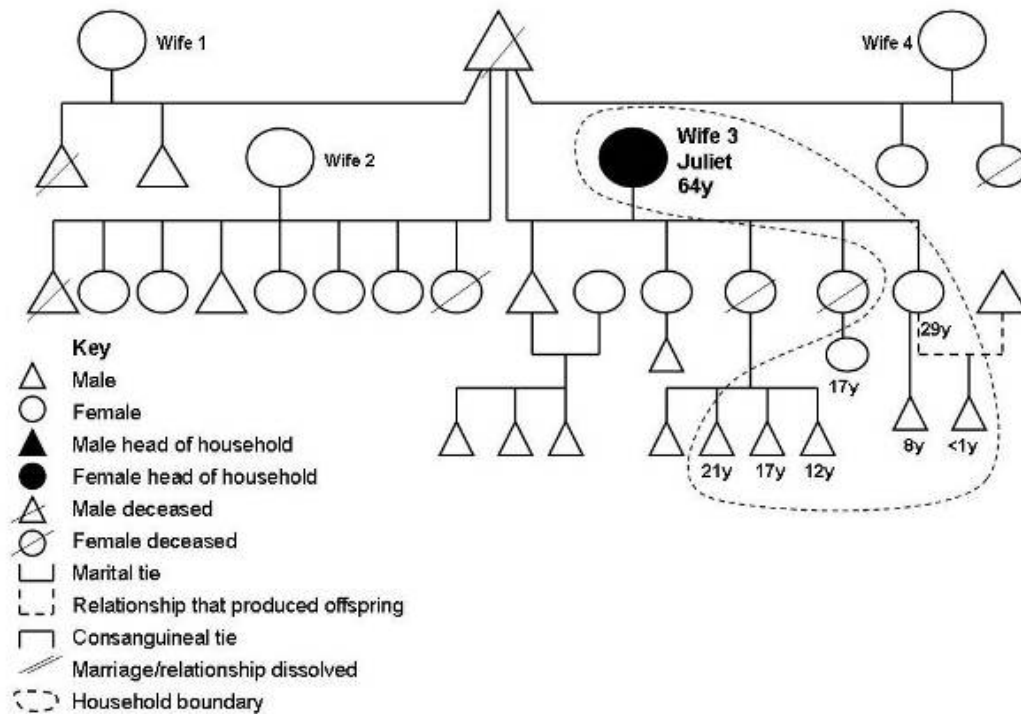 Wife 1
Wife 4
Wife 2
Wife 3
Juliet
64y
29y
17y
8y
<1y
21y
17y
12y
Key
Male
Female
Male head of household
Female head of household
Male deceased
Female deceased
Marital tie
Relationship that produced offspring
Consanguineal tie
Marriage/relationship dissolved
Household boundary